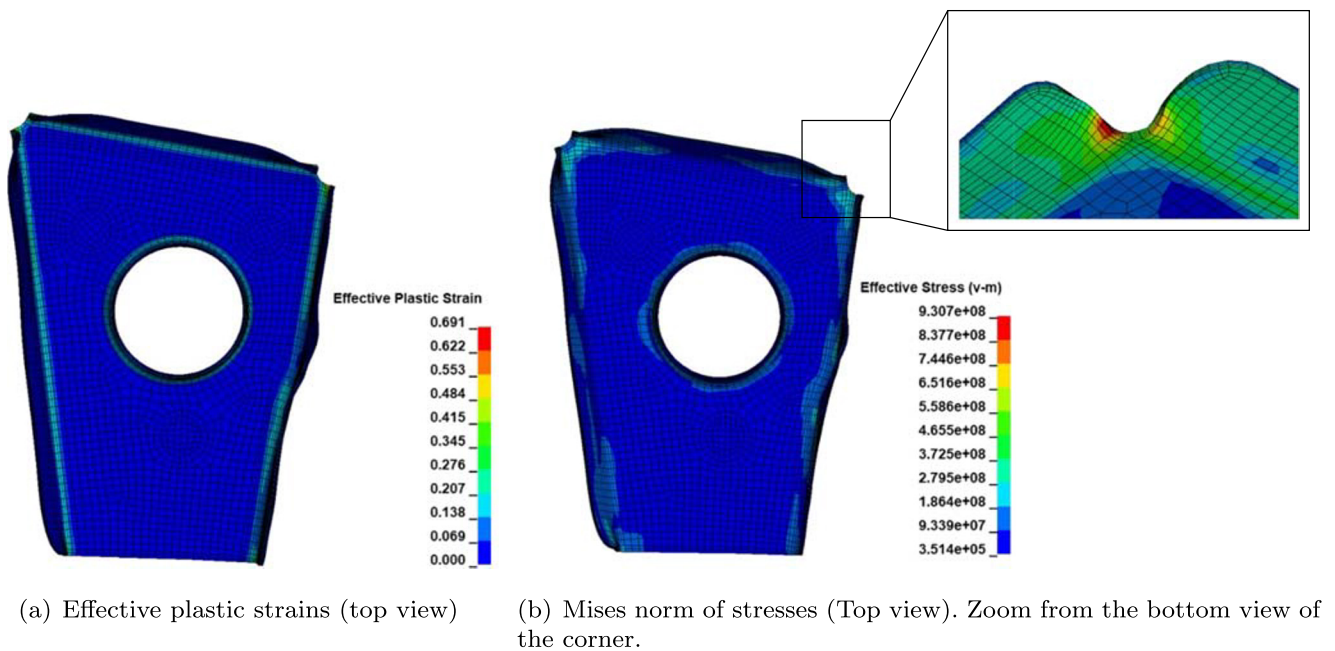 Effective Plastic Strain
0.691
0.622
0.553
0.484
0.415
0.345
0.276
0.207
0.138
0.069
0.000
Effective Stress (v-m)
9.307e+08
8.377e+08
7.446e+08
6.516e+08
5.586e+08
4.655e+08
3.725e+08
2.795e+08
1.864e+08
9.339e+07
3.514e+05
(a) Effective plastic strains (top view)
(b) Mises norm of stresses (Top view). Zoom from the bottom view of
the corner.